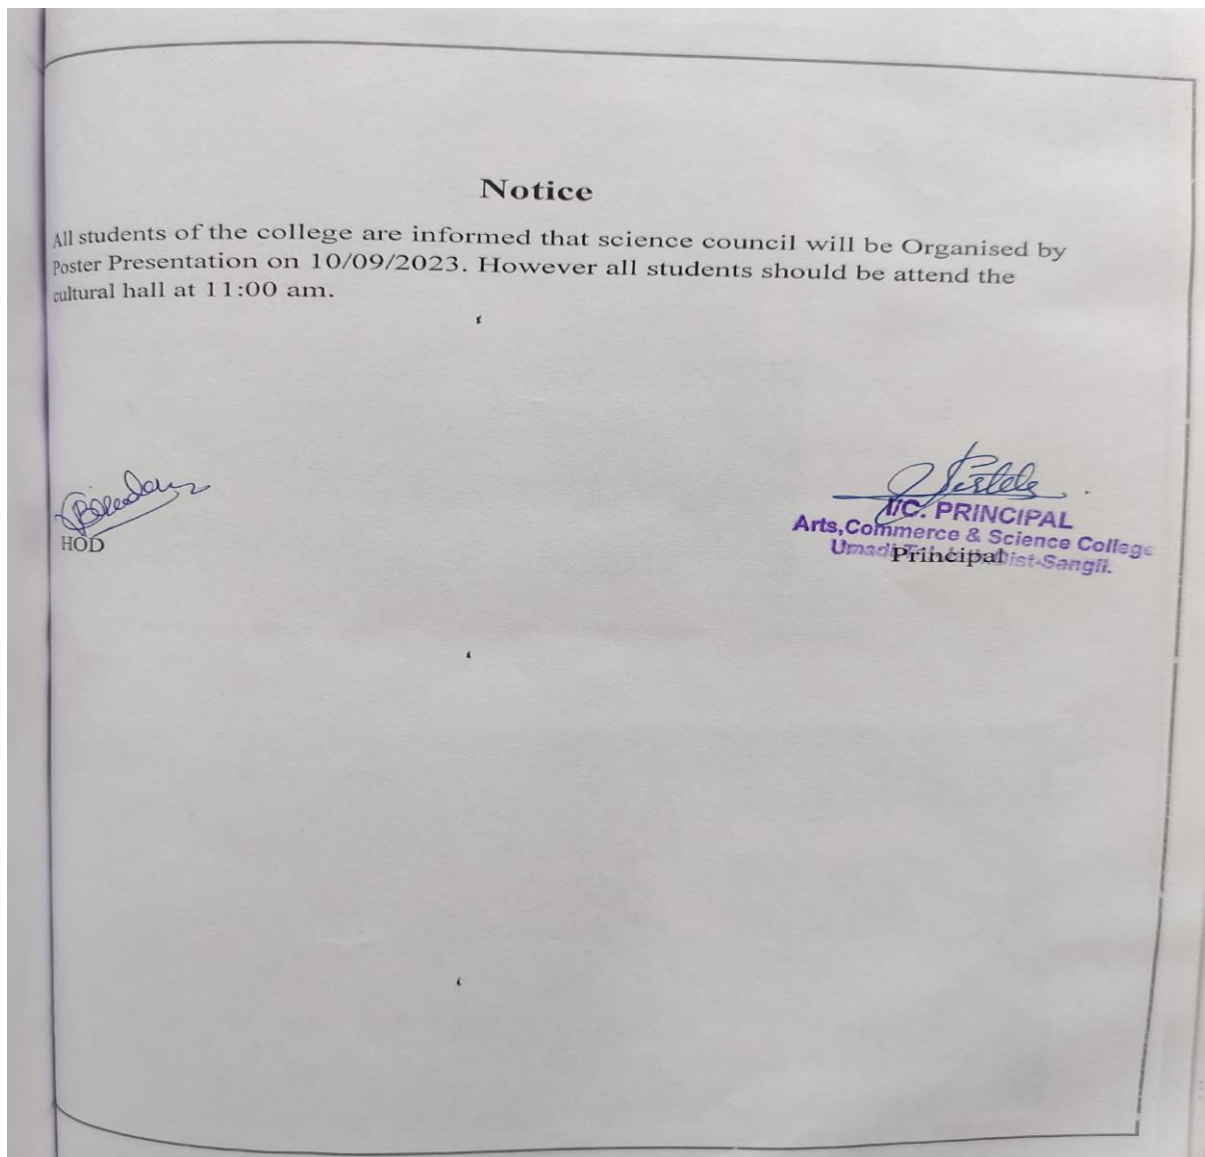 Notice
All students of the college are informed that science council will be Organised by
Poster Presentation on 10/09/2023. However all students should be attend the
cultural hall at 11:00 am.
HOD
I/C. PRINCIPAL
Arts,Commerce & Science College
Umadi Dist-Sangli.
Principal